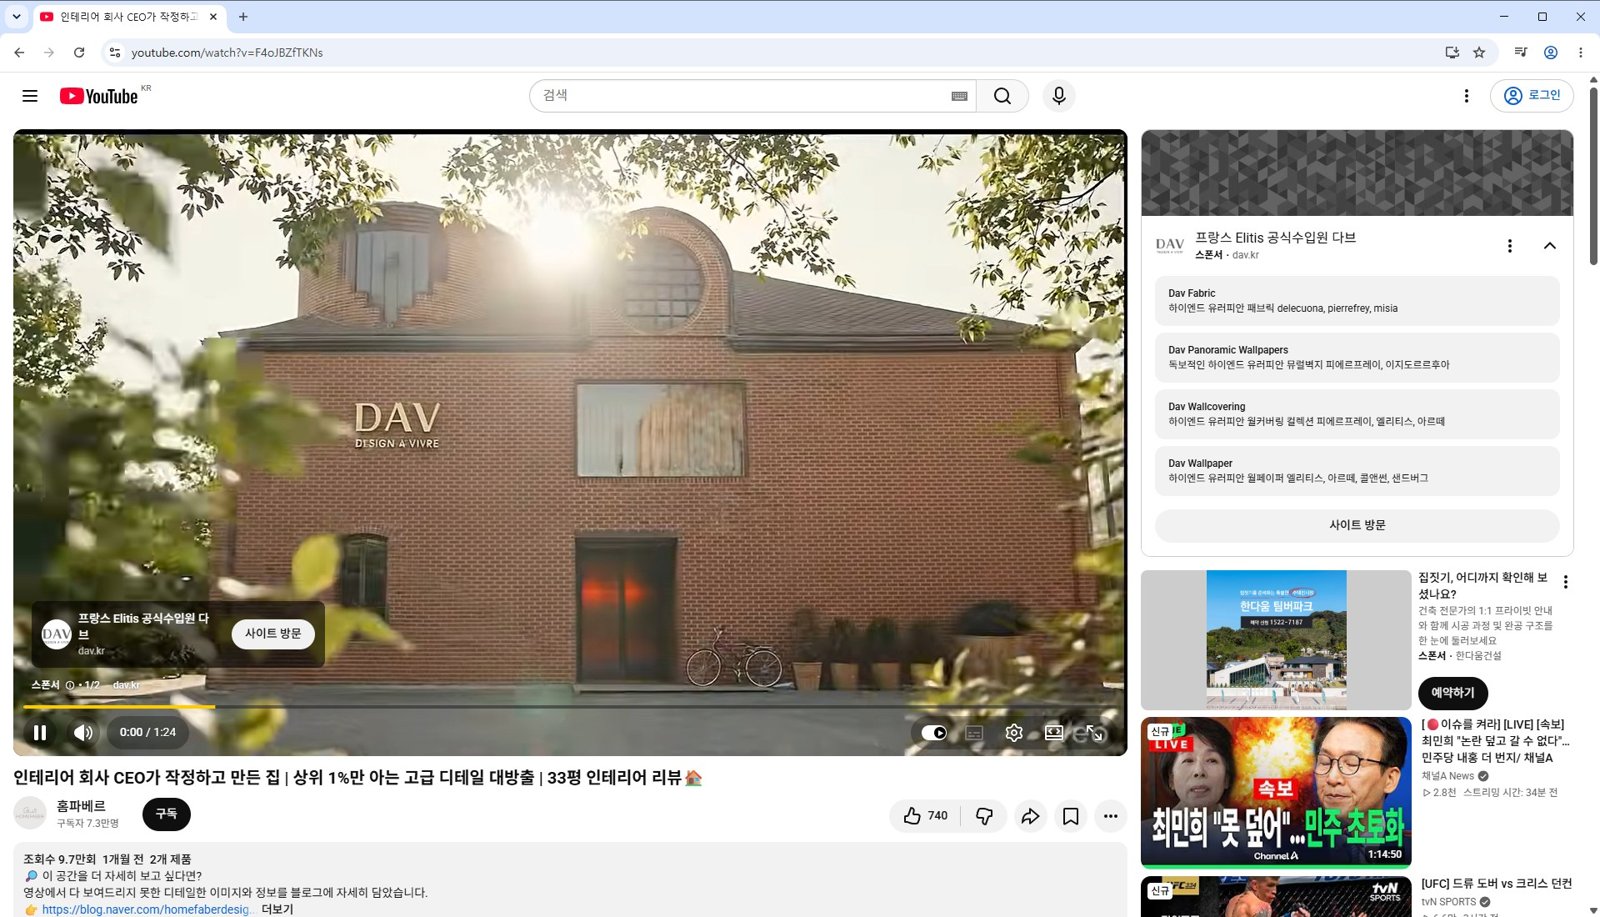 인테리어 회사 CEO가 작정하고
youtube.com/watch?v=F4oJBZfTKNs
YouTube KR
검색
로그인
DAV
DESIGN A VIVRE
DAV
프랑스 Elitis 공식수입원 다브
dav.kr
사이트 방문
스폰서 · 1/2 dav.kr
0:00 / 1:24
인테리어 회사 CEO가 작정하고 만든 집 | 상위 1%만 아는 고급 디테일 대방출 | 33평 인테리어 리뷰🏠
홈파베르
구독자 7.3만명
구독
740
조회수 9.7만회 1개월 전 2개 제품
🔎 이 공간을 더 자세히 보고 싶다면?
영상에서 다 보여드리지 못한 디테일한 이미지와 정보를 블로그에 자세히 담았습니다.
👉 https://blog.naver.com/homefaberdesig... 더보기
DAV
프랑스 Elitis 공식수입원 다브
스폰서 · dav.kr
Dav Fabric
하이엔드 유러피안 패브릭 delecuona, pierrefrey, misia
Dav Panoramic Wallpapers
독보적인 하이엔드 유러피안 뮤럴벽지 피에르프레이, 이지도르르후아
Dav Wallcovering
하이엔드 유러피안 월커버링 컬렉션 피에르프레이, 엘리티스, 아르떼
Dav Wallpaper
하이엔드 유러피안 월페이퍼 엘리티스, 아르떼, 콜앤썬, 샌드버그
사이트 방문
한다움 팀버파크
1522-7187
집짓기, 어디까지 확인해 보
셨나요?
건축 전문가의 1:1 프라이빗 안내
와 함께 시공 과정 및 완공 구조를
한 눈에 둘러보세요
스폰서 · 한다움건설
예약하기
신규
LIVE
속보
최민희 "못 덮어"...민주 초토화
Channel A
1:14:50
[🔴이슈를 켜라] [LIVE] [속보]
최민희 "논란 덮고 갈 수 없다"...
민주당 내홍 더 번지/ 채널A
채널A News
2.8천 스트리밍 시간: 34분 전
신규
tvN
SPORTS
[UFC] 드류 도버 vs 크리스 던컨
tvN SPORTS